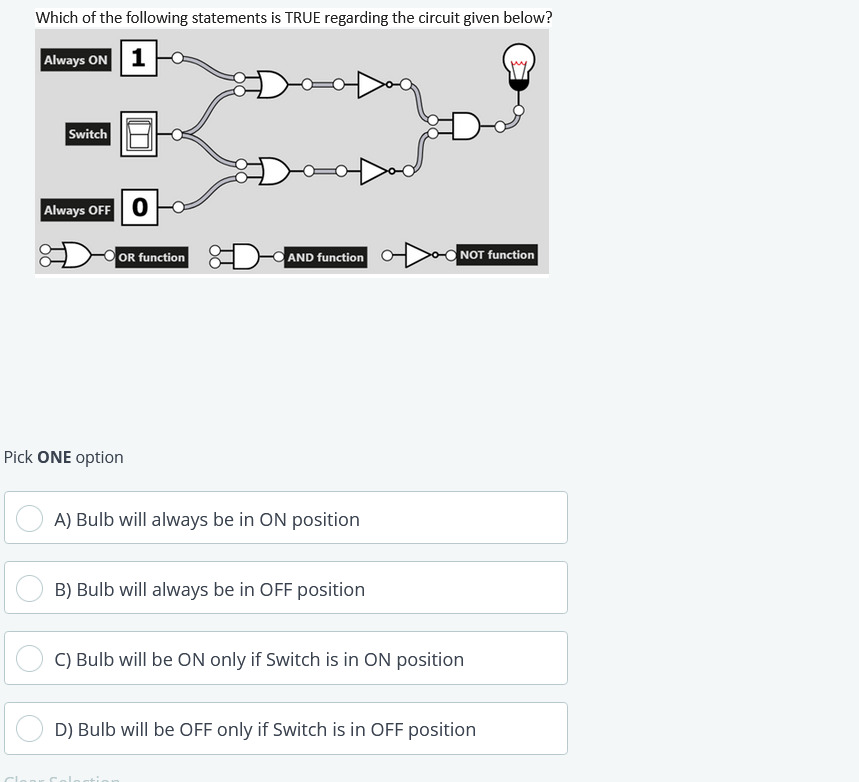 Which of the following statements is TRUE regarding the circuit given below?
Always ON 1
Switch
Always OFF 0
OR function AND function NOT function
Pick ONE option
A) Bulb will always be in ON position
B) Bulb will always be in OFF position
C) Bulb will be ON only if Switch is in ON position
D) Bulb will be OFF only if Switch is in OFF position